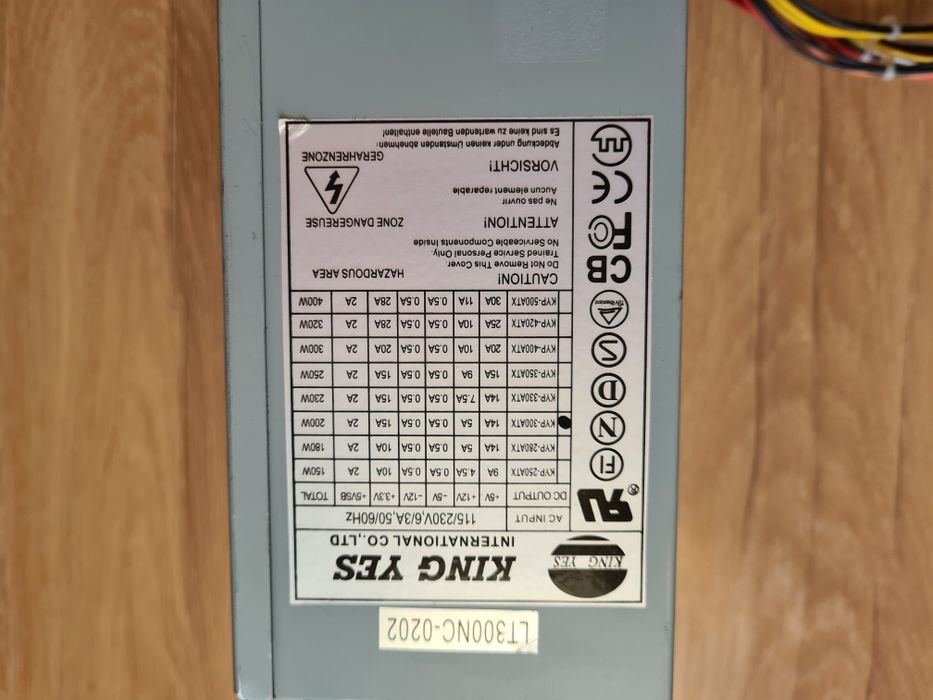 LT300NC-0202
KING YES
KING YES
INTERNATIONAL CO.,LTD
AC INPUT 115/230V,6/3A,50/60Hz
DC OUTPUT +5V +12V -5V -12V +3.3V +5VSB TOTAL
KYP-250ATX 9A 4.5A 0.5A 0.5A 10A 2A 150W
KYP-280ATX 14A 5A 0.5A 0.5A 10A 2A 180W
KYP-300ATX 14A 5A 0.5A 0.5A 15A 2A 200W
KYP-330ATX 14A 7.5A 0.5A 0.5A 15A 2A 230W
KYP-350ATX 15A 9A 0.5A 0.5A 15A 2A 250W
KYP-400ATX 20A 10A 0.5A 0.5A 20A 2A 300W
KYP-420ATX 25A 10A 0.5A 0.5A 28A 2A 320W
KYP-500ATX 30A 11A 0.5A 0.5A 28A 2A 400W
CAUTION! HAZARDOUS AREA
Do Not Remove This Cover.
Trained Service Personal Only.
No Serviceable Components Inside
ATTENTION! ZONE DANGEREUSE
Ne pas ouvrir
Aucun element reparable
VORSICHT! GERAHRENZONE
Abdeckung under keinen Umstanden abnehmen:
Es sind keine zu wartenden Bauteile enthalten!
FI
N
D
S
CB
FC
CE